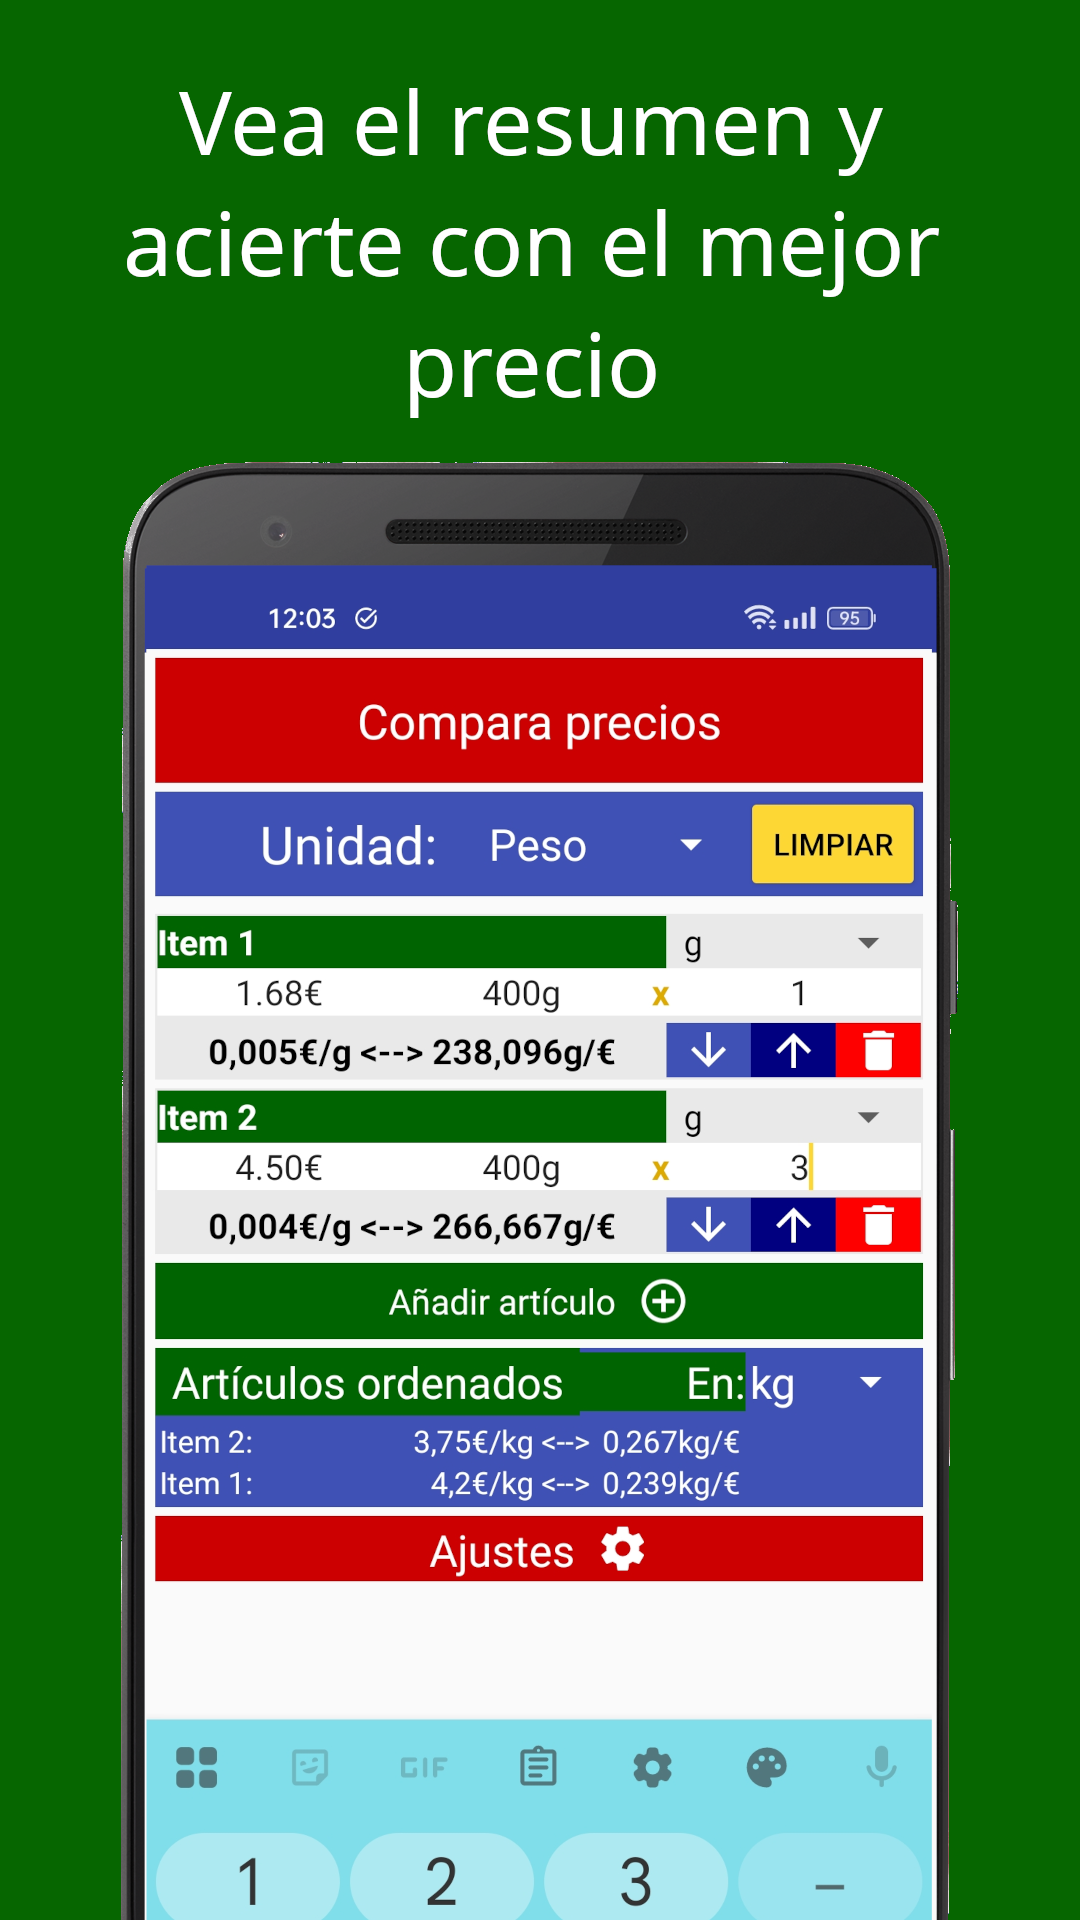 Vea el resumen y
acierte con el mejor
precio
12:03 95
Compara precios
Unidad: Peso LIMPIAR
Item 1 g
1.68€ 400g x 1
0,005€/g <--> 238,096g/€
Item 2 g
4.50€ 400g x 3
0,004€/g <--> 266,667g/€
Añadir artículo
Artículos ordenados En: kg
Item 2: 3,75€/kg <--> 0,267kg/€
Item 1: 4,2€/kg <--> 0,239kg/€
Ajustes
GIF
1 2 3 –